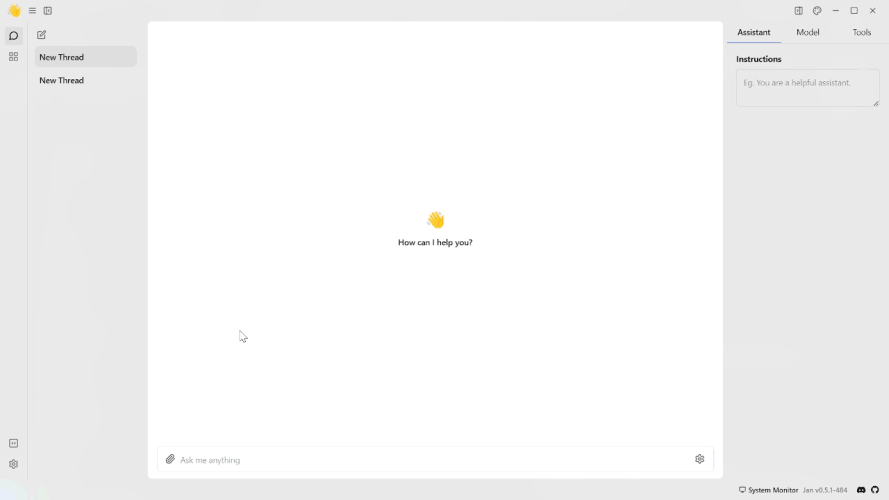 Assistant
Model
Tools
New Thread
New Thread
Instructions
Eg. You are a helpful assistant.
How can I help you?
Ask me anything
System Monitor
Jan v0.5.1-484